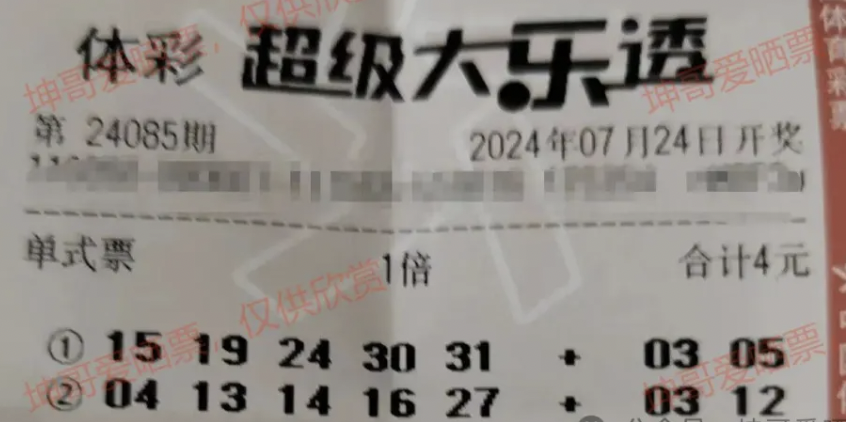 体彩 超级大乐透
第 24085期 2024年07月24日开奖
单式票 1倍 合计4元
① 15 19 24 30 31 + 03 05
② 04 13 14 16 27 + 03 12
坤哥爱晒票,仅供欣赏
坤哥爱晒票
坤哥爱晒票,仅供欣赏
坤哥爱晒票
体育彩票